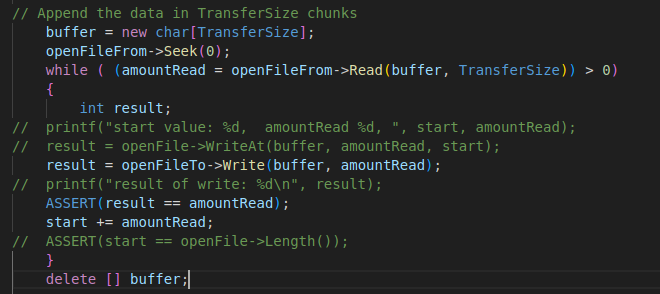 // Append the data in TransferSize chunks
    buffer = new char[TransferSize];
    openFileFrom->Seek(0);
    while ( (amountRead = openFileFrom->Read(buffer, TransferSize)) > 0)
    {
        int result;
//  printf("start value: %d,  amountRead %d, ", start, amountRead);
//  result = openFile->WriteAt(buffer, amountRead, start);
    result = openFileTo->Write(buffer, amountRead);
//  printf("result of write: %d\n", result);
    ASSERT(result == amountRead);
    start += amountRead;
//  ASSERT(start == openFile->Length());
    }
    delete [] buffer;